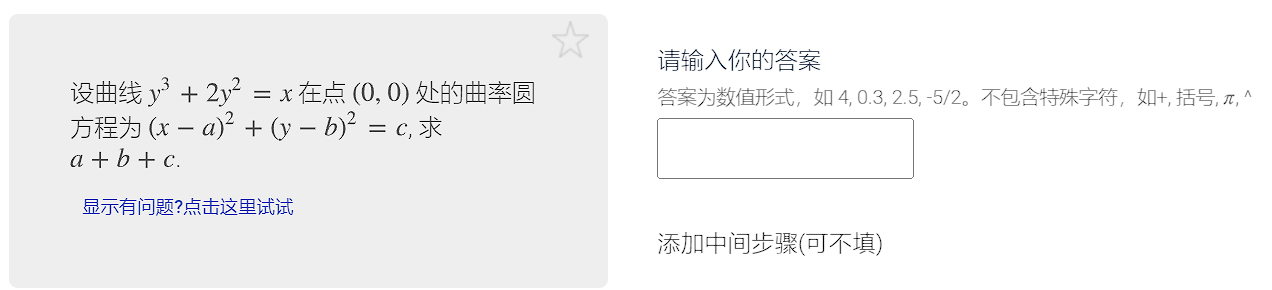 设曲线 y³ + 2y² = x 在点 (0, 0) 处的曲率圆
方程为 (x − a)² + (y − b)² = c, 求
a + b + c.
显示有问题?点击这里试试
请输入你的答案
答案为数值形式，如 4, 0.3, 2.5, -5/2。不包含特殊字符，如+, 括号, π, ^
添加中间步骤(可不填)